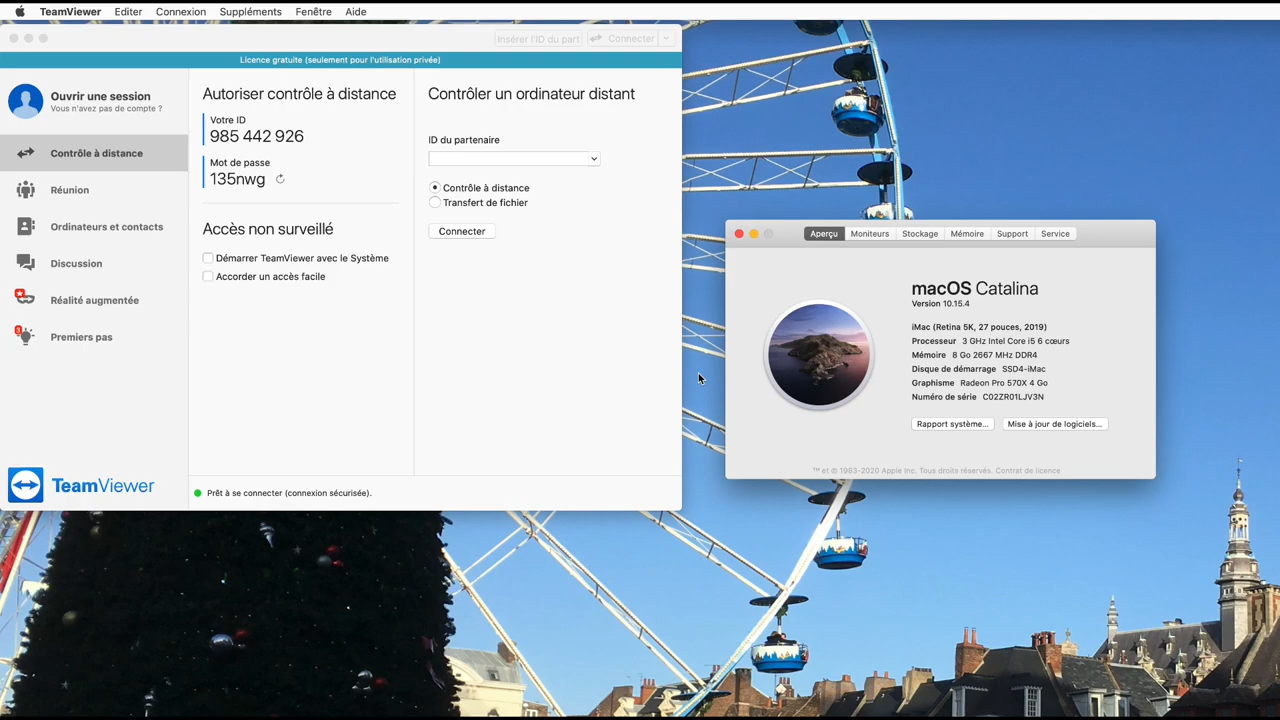 TeamViewer Editer Connexion Suppléments Fenêtre Aide
Insérer l'ID du part Connecter
Licence gratuite (seulement pour l'utilisation privée)
Ouvrir une session
Vous n'avez pas de compte ?
Contrôle à distance
Réunion
Ordinateurs et contacts
Discussion
Réalité augmentée
3
Premiers pas
TeamViewer
Autoriser contrôle à distance
Votre ID
985 442 926
Mot de passe
135nwg
Accès non surveillé
Démarrer TeamViewer avec le Système
Accorder un accès facile
Contrôler un ordinateur distant
ID du partenaire
Contrôle à distance
Transfert de fichier
Connecter
Prêt à se connecter (connexion sécurisée).
Aperçu Moniteurs Stockage Mémoire Support Service
macOS Catalina
Version 10.15.4
iMac (Retina 5K, 27 pouces, 2019)
Processeur 3 GHz Intel Core i5 6 cœurs
Mémoire 8 Go 2667 MHz DDR4
Disque de démarrage SSD4-iMac
Graphisme Radeon Pro 570X 4 Go
Numéro de série C02ZR01LJV3N
Rapport système... Mise à jour de logiciels...
™ et © 1983-2020 Apple Inc. Tous droits réservés. Contrat de licence